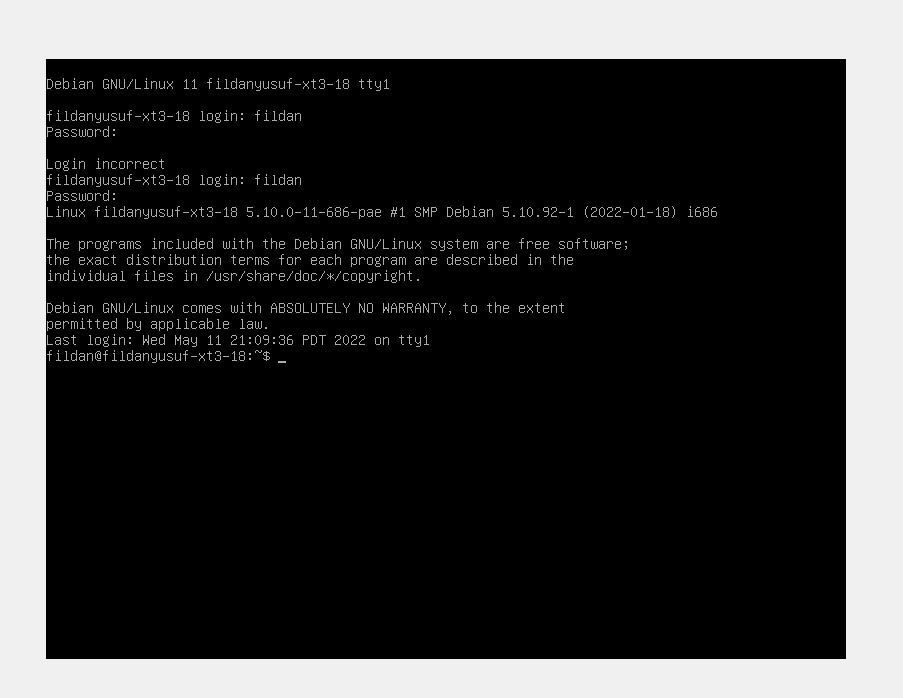 Debian GNU/Linux 11 fildanyusuf-xt3-18 tty1
fildanyusuf-xt3-18 login: fildan
Password:
Login incorrect
fildanyusuf-xt3-18 login: fildan
Password:
Linux fildanyusuf-xt3-18 5.10.0-11-686-pae #1 SMP Debian 5.10.92-1 (2022-01-18) i686
The programs included with the Debian GNU/Linux system are free software;
the exact distribution terms for each program are described in the
individual files in /usr/share/doc/*/copyright.
Debian GNU/Linux comes with ABSOLUTELY NO WARRANTY, to the extent
permitted by applicable law.
Last login: Wed May 11 21:09:36 PDT 2022 on tty1
fildan@fildanyusuf-xt3-18:~$ _